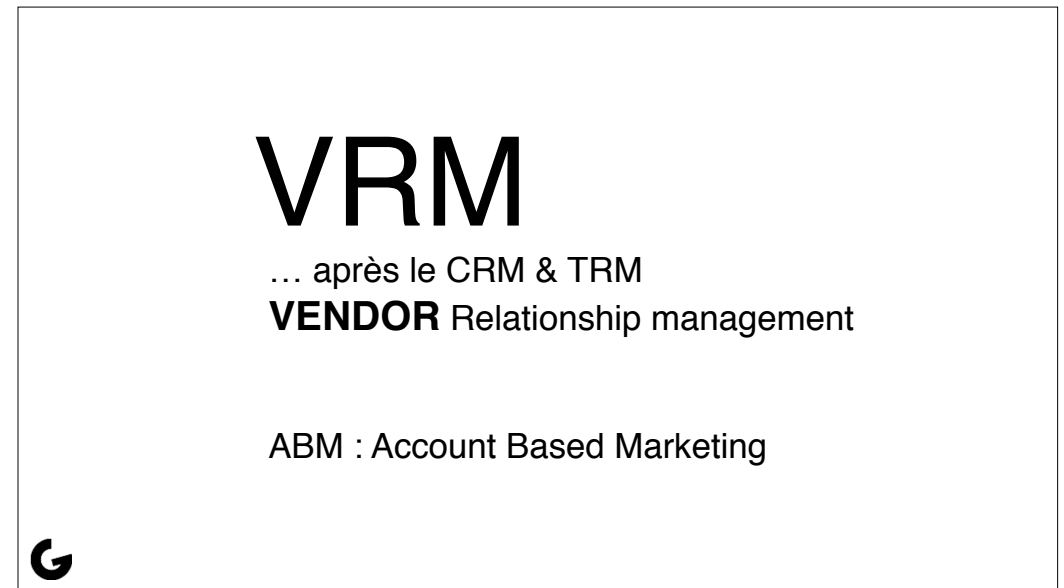 VRM
… après le CRM & TRM
VENDOR Relationship management
ABM : Account Based Marketing